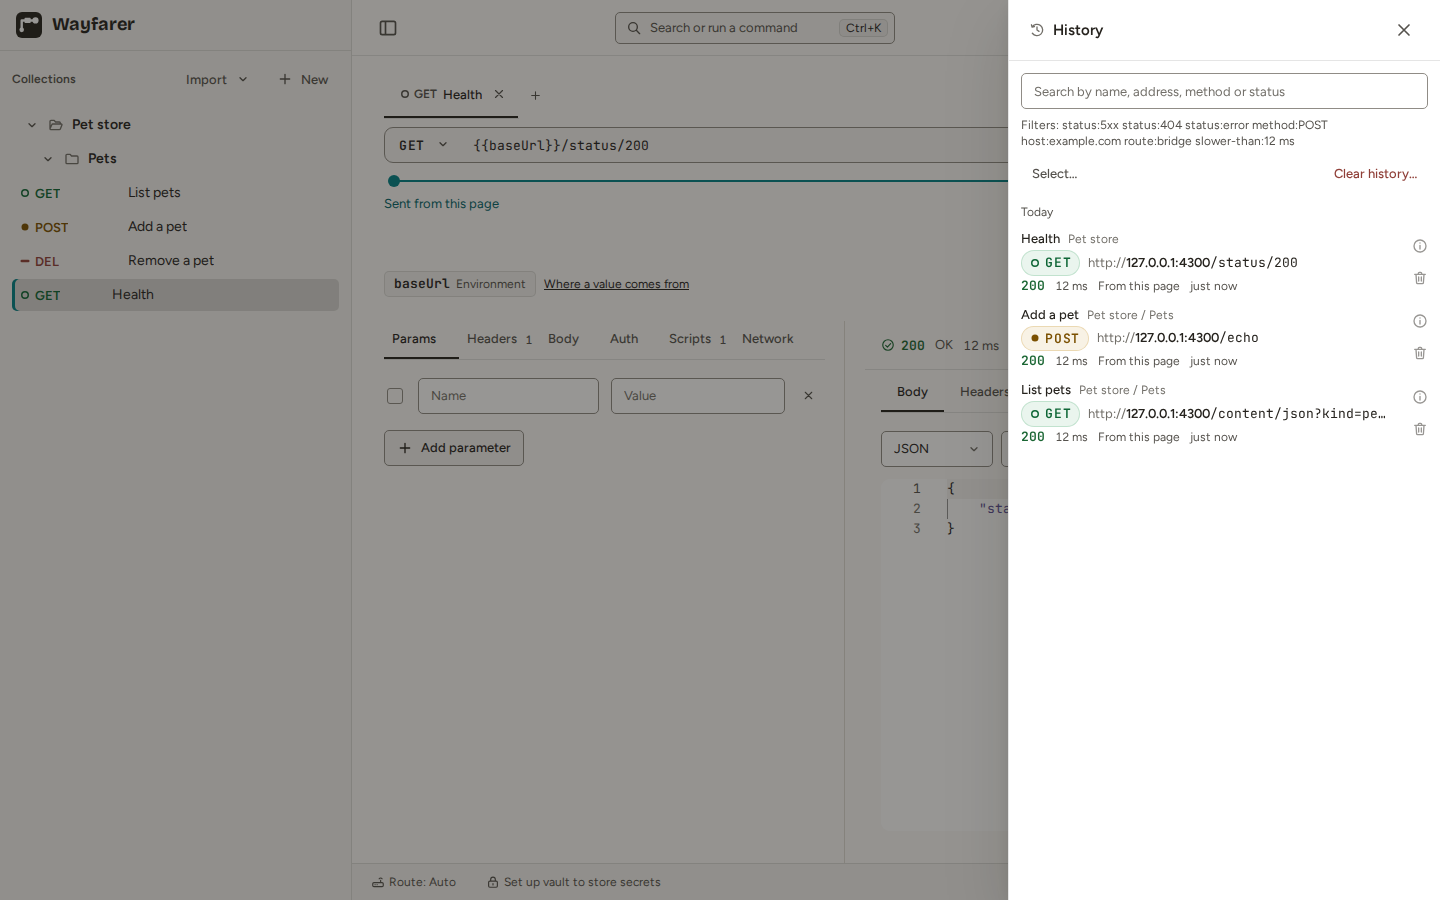 Wayfarer
Search or run a command
Ctrl+K
History
Collections
Import
New
GET Health
Search by name, address, method or status
Pet store
Filters: status:5xx status:404 status:error method:POST
host:example.com route:bridge slower-than:12 ms
GET
{{baseUrl}}/status/200
Pets
Select...
Clear history...
GET
List pets
Sent from this page
Today
POST
Add a pet
Health Pet store
GET http://127.0.0.1:4300/status/200
200 12 ms From this page just now
DEL
Remove a pet
GET
Health
baseUrl Environment
Where a value comes from
Add a pet Pet store / Pets
POST http://127.0.0.1:4300/echo
200 12 ms From this page just now
Params
Headers 1
Body
Auth
Scripts 1
Network
200 OK 12 ms
List pets Pet store / Pets
GET http://127.0.0.1:4300/content/json?kind=pe…
200 12 ms From this page just now
Name
Value
Body
Headers
Add parameter
JSON
1 {
2 "sta
3 }
Route: Auto
Set up vault to store secrets